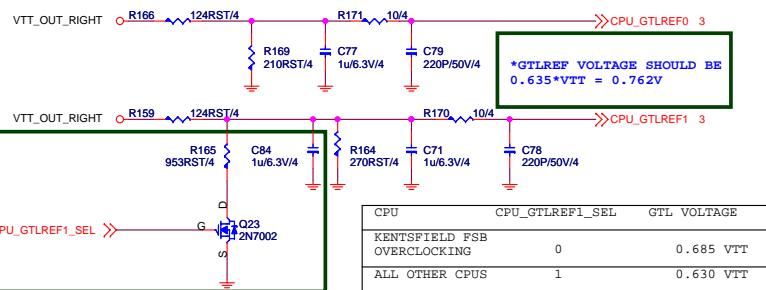 VTT_OUT_RIGHT R166 124RST/4 R171 10/4 CPU_GTLREF0 3
R169
210RST/4
C77
1u/6.3V/4
C79
220P/50V/4
*GTLREF VOLTAGE SHOULD BE
0.635*VTT = 0.762V
VTT_OUT_RIGHT R159 124RST/4 R170 10/4 CPU_GTLREF1 3
R165
953RST/4
C84
1u/6.3V/4
R164
270RST/4
C71
1u/6.3V/4
C78
220P/50V/4
D
G
S
Q23
2N7002
PU_GTLREF1_SEL
CPU CPU_GTLREF1_SEL GTL VOLTAGE
KENTSFIELD FSB
OVERCLOCKING 0 0.685 VTT
ALL OTHER CPUS 1 0.630 VTT